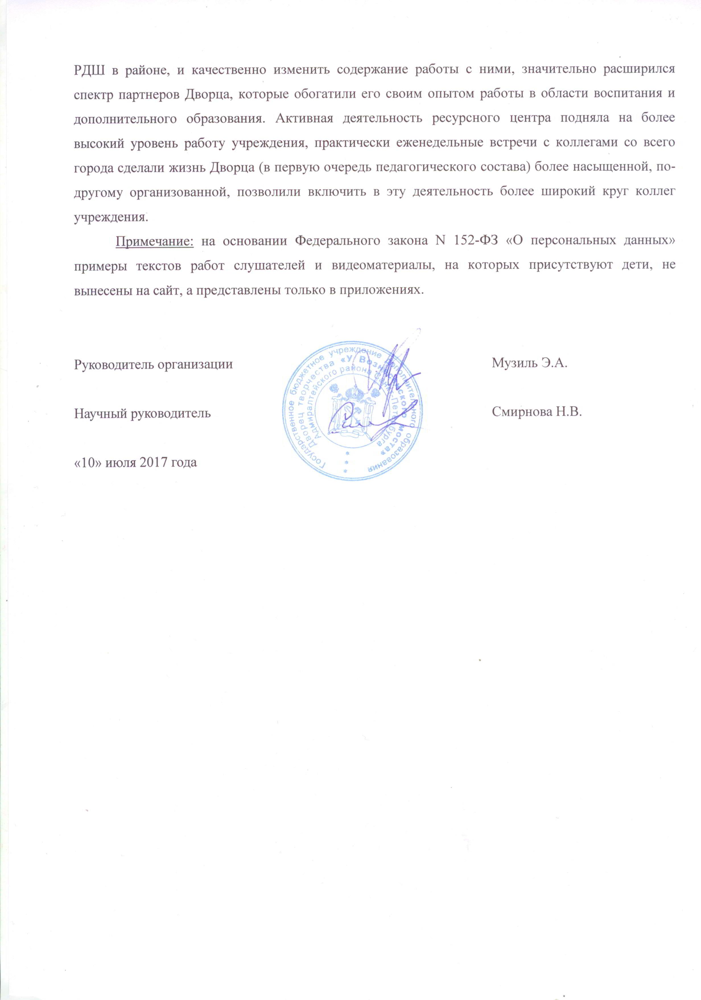 РДШ в районе, и качественно изменить содержание работы с ними, значительно расширился
спектр партнеров Дворца, которые обогатили его своим опытом работы в области воспитания и
дополнительного образования. Активная деятельность ресурсного центра подняла на более
высокий уровень работу учреждения, практически еженедельные встречи с коллегами со всего
города сделали жизнь Дворца (в первую очередь педагогического состава) более насыщенной, по-
другому организованной, позволили включить в эту деятельность более широкий круг коллег
учреждения.
Примечание: на основании Федерального закона N 152-ФЗ «О персональных данных»
примеры текстов работ слушателей и видеоматериалы, на которых присутствуют дети, не
вынесены на сайт, а представлены только в приложениях.
Руководитель организации Музиль Э.А.
Государственное бюджетное учреждение дополнительного образования
Дворец творчества «У Вознесенского моста»
Адмиралтейского района Санкт-Петербурга
* * *
Научный руководитель Смирнова Н.В.
«10» июля 2017 года